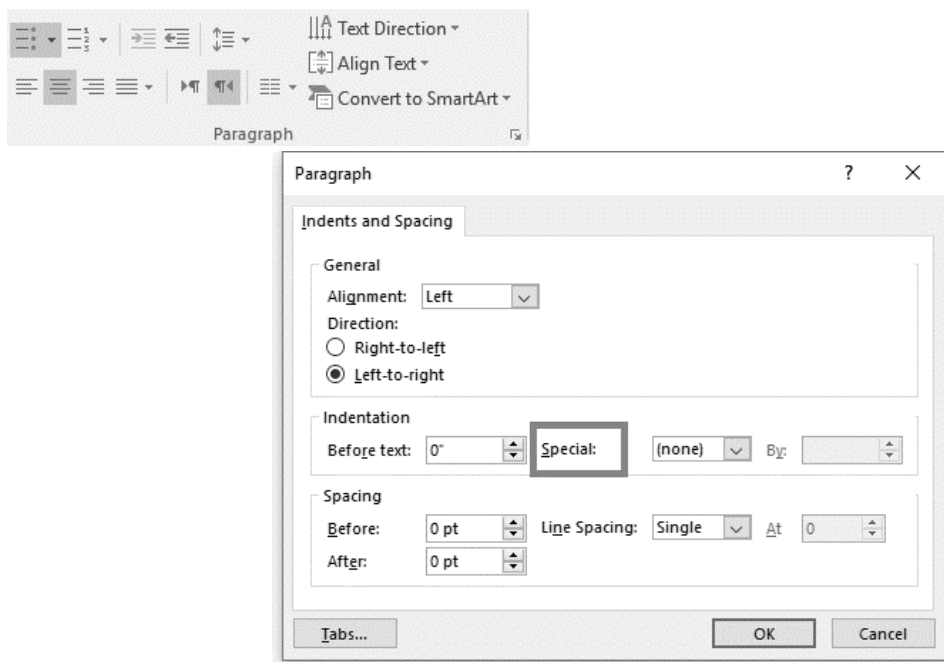 Text Direction
Align Text
Convert to SmartArt
Paragraph
Paragraph
Indents and Spacing
General
Alignment: Left
Direction:
Right-to-left
Left-to-right
Indentation
Before text: 0" Special: (none) By:
Spacing
Before: 0 pt Line Spacing: Single At 0
After: 0 pt
Tabs... OK Cancel